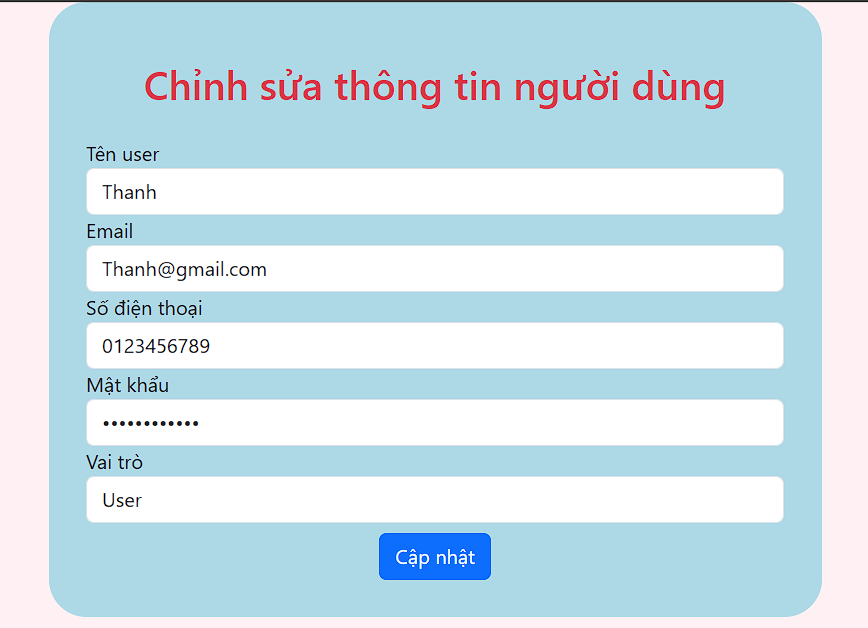 Chỉnh sửa thông tin người dùng
Tên user
Thanh
Email
Thanh@gmail.com
Số điện thoại
0123456789
Mật khẩu
••••••••••••
Vai trò
User
Cập nhật